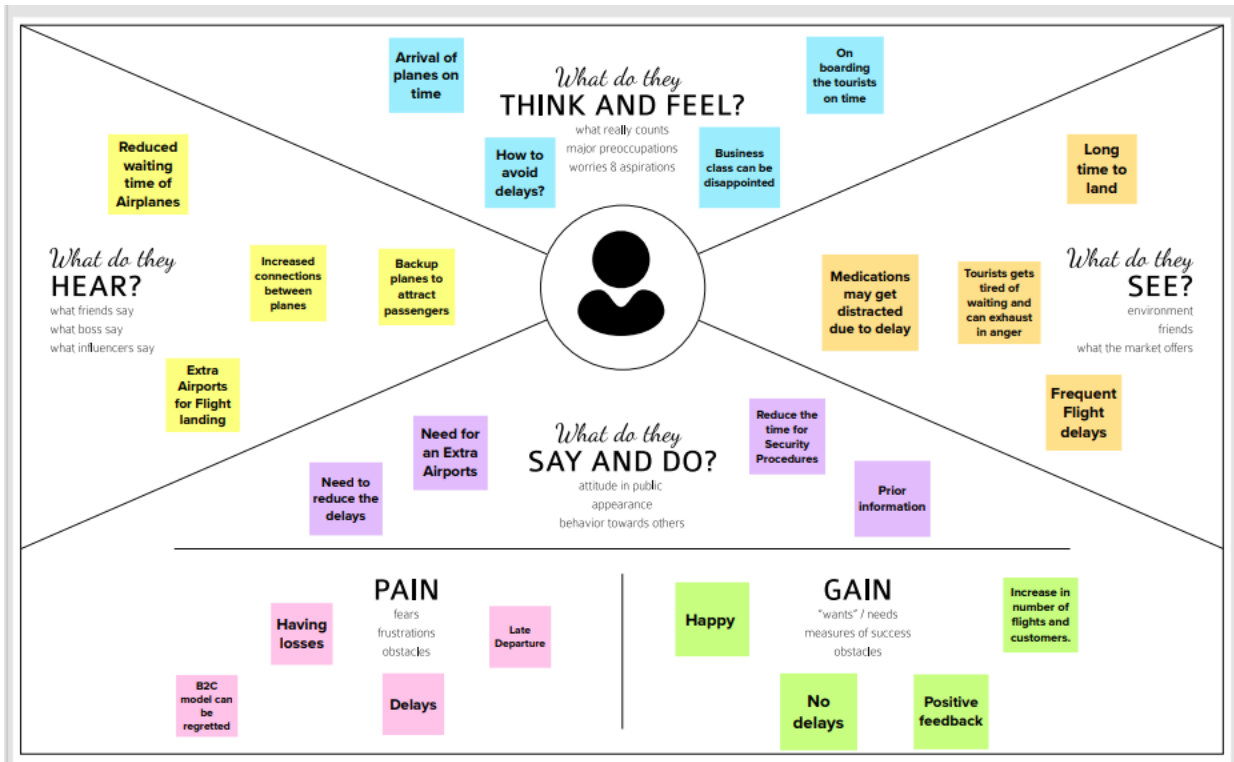 What do they
THINK AND FEEL?
what really counts
major preoccupations
worries & aspirations
Arrival of
planes on
time
How to
avoid
delays?
Business
class can be
disappointed
On
boarding
the tourists
on time
What do they
HEAR?
what friends say
what boss say
what influencers say
Reduced
waiting
time of
Airplanes
Increased
connections
between
planes
Backup
planes to
attract
passengers
Extra
Airports
for Flight
landing
What do they
SEE?
environment
friends
what the market offers
Long
time to
land
Medications
may get
distracted
due to delay
Tourists gets
tired of
waiting and
can exhaust
in anger
Frequent
Flight
delays
What do they
SAY AND DO?
attitude in public
appearance
behavior towards others
Need for
an Extra
Airports
Need to
reduce the
delays
Reduce the
time for
Security
Procedures
Prior
information
PAIN
fears
frustrations
obstacles
Having
losses
Late
Departure
B2C
model can
be
regretted
Delays
GAIN
"wants" / needs
measures of success
obstacles
Happy
Increase in
number of
flights and
customers.
No
delays
Positive
feedback